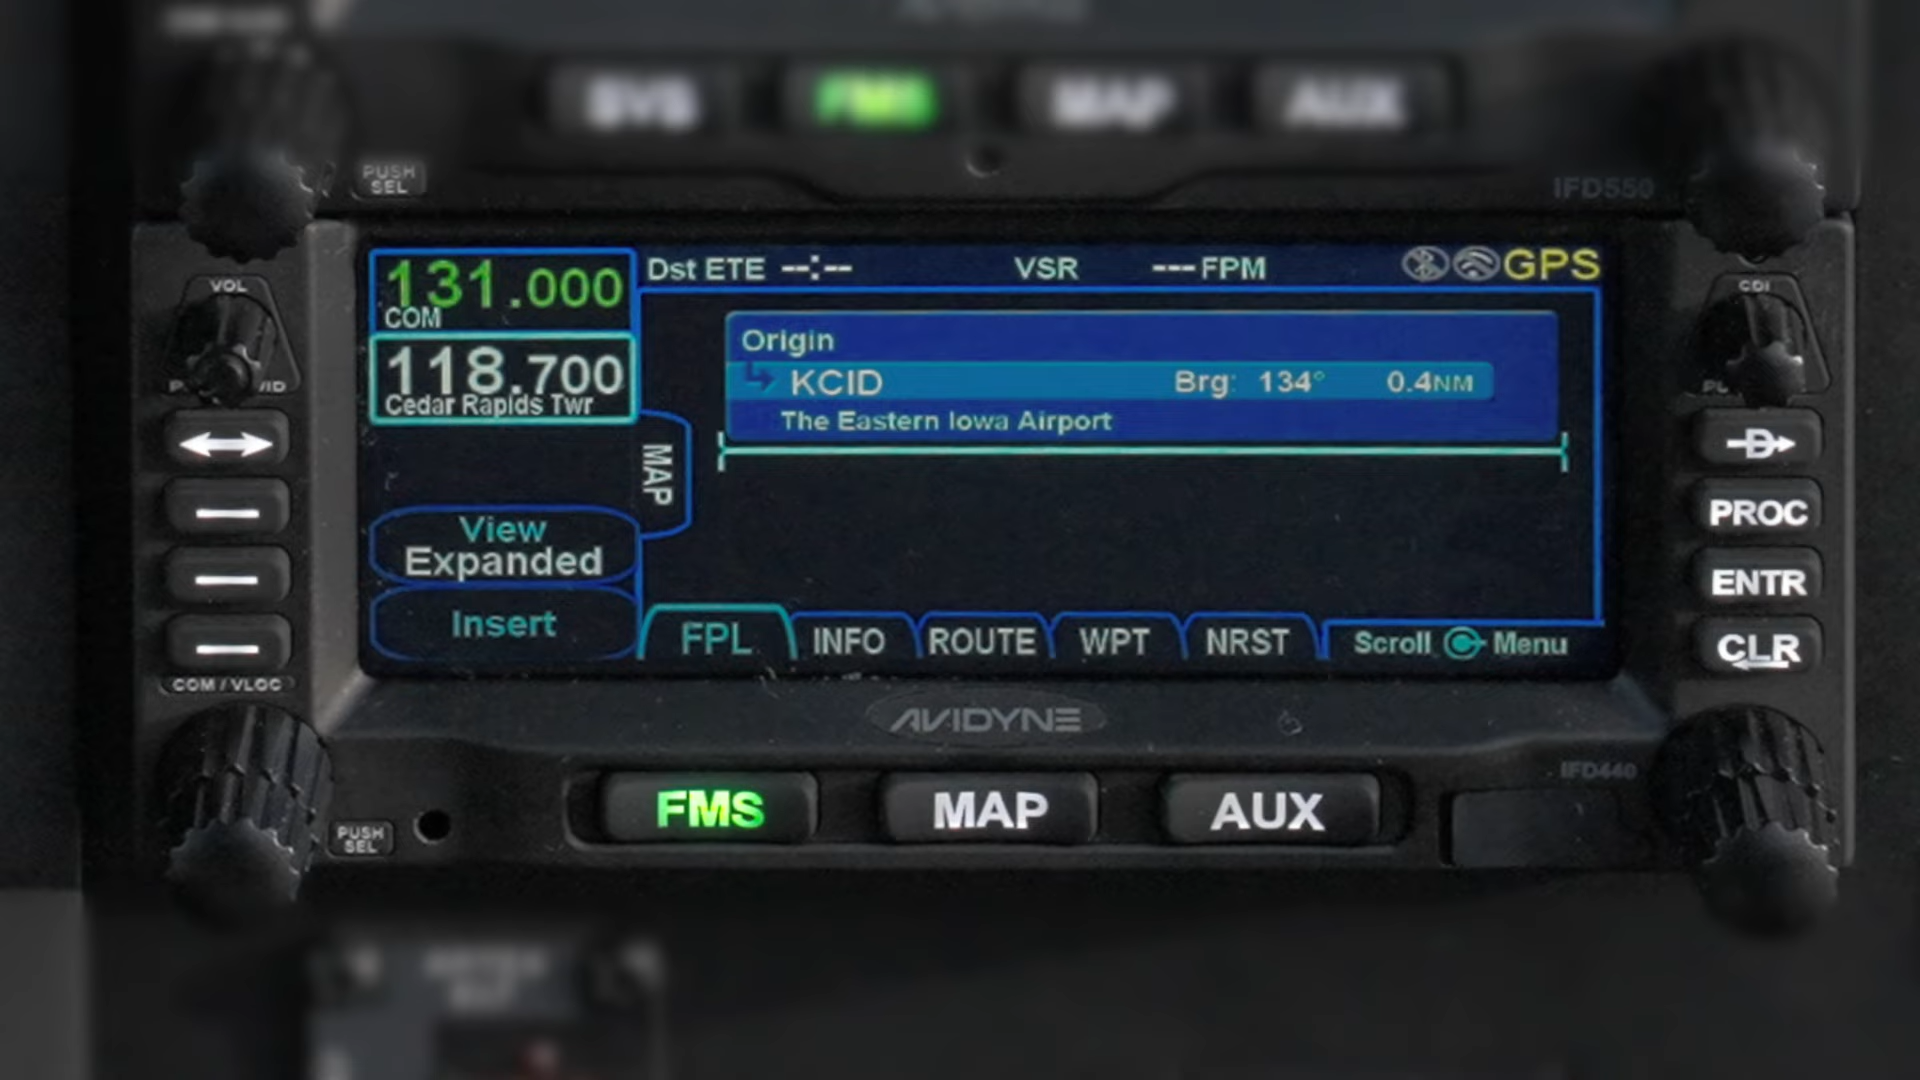 SVS FMS MAP AUX
PUSH
SEL
IFD550
VOL
131.000
COM
118.700
Cedar Rapids Twr
Dst ETE --:-- VSR ---FPM GPS
CDI
Origin
KCID Brg: 134° 0.4NM
The Eastern Iowa Airport
MAP
View
Expanded
Insert
FPL INFO ROUTE WPT NRST Scroll Menu
D
PROC
ENTR
CLR
COM / VLOC
AVIDYNE
IFD440
FMS MAP AUX
PUSH
SEL